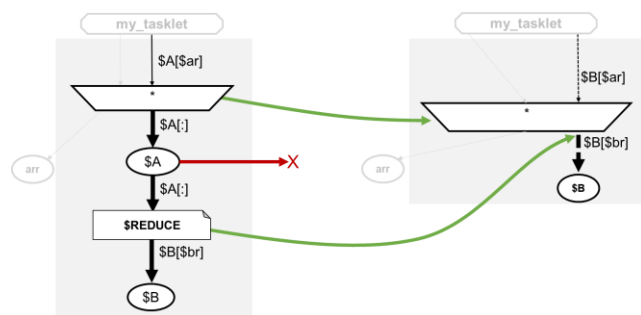 my_tasklet
$A[$ar]
*
$A[:]
arr
$A
X
$A[:]
$REDUCE
$B[$br]
$B
my_tasklet
$B[$ar]
*
$B[$br]
arr
$B